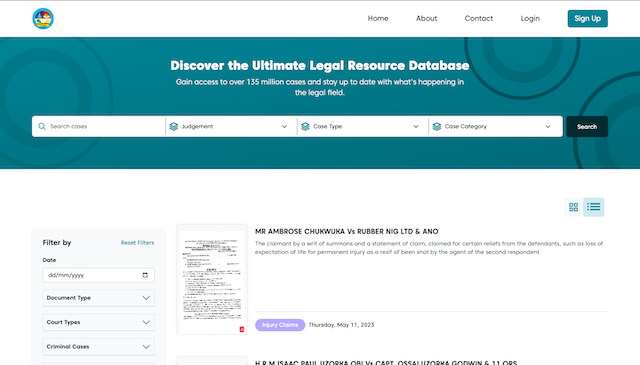 Home About Contact Login Sign Up
Discover the Ultimate Legal Resource Database
Gain access to over 135 million cases and stay up to date with what's happening in
the legal field.
Search cases Judgement Case Type Case Category Search
Filter by Reset Filters
Date
dd/mm/yyyy
Document Type
Court Types
Criminal Cases
MR AMBROSE CHUKWUKA Vs RUBBER NIG LTD & ANO
The claimant by a writ of summons and a statement of claim, claimed for certain reliefs from the defendants, such as loss of
expectation of life for permanent injury as a reslf of been shot by the agent of the second respondent
Injury Claims Thursday, May 11, 2023
H.R.M ISAAC PAUL UZORKA OBI Vs CAPT. OSSAI UZORKA GODWIN & 11 ORS